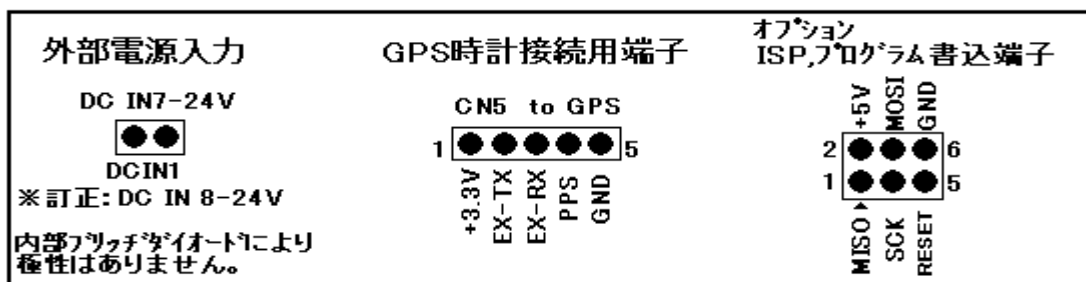 外部電源入力
DC IN7-24V
DCIN1
※訂正: DC IN 8-24V
内部ブリッチダイオードにより
極性はありません。
GPS時計接続用端子
CN5 to GPS
1 5
+3.3V
EX-TX
EX-RX
PPS
GND
オプション
ISP,プログラム書込端子
+5V
MOSI
GND
2 6
1 5
MISO
SCK
RESET